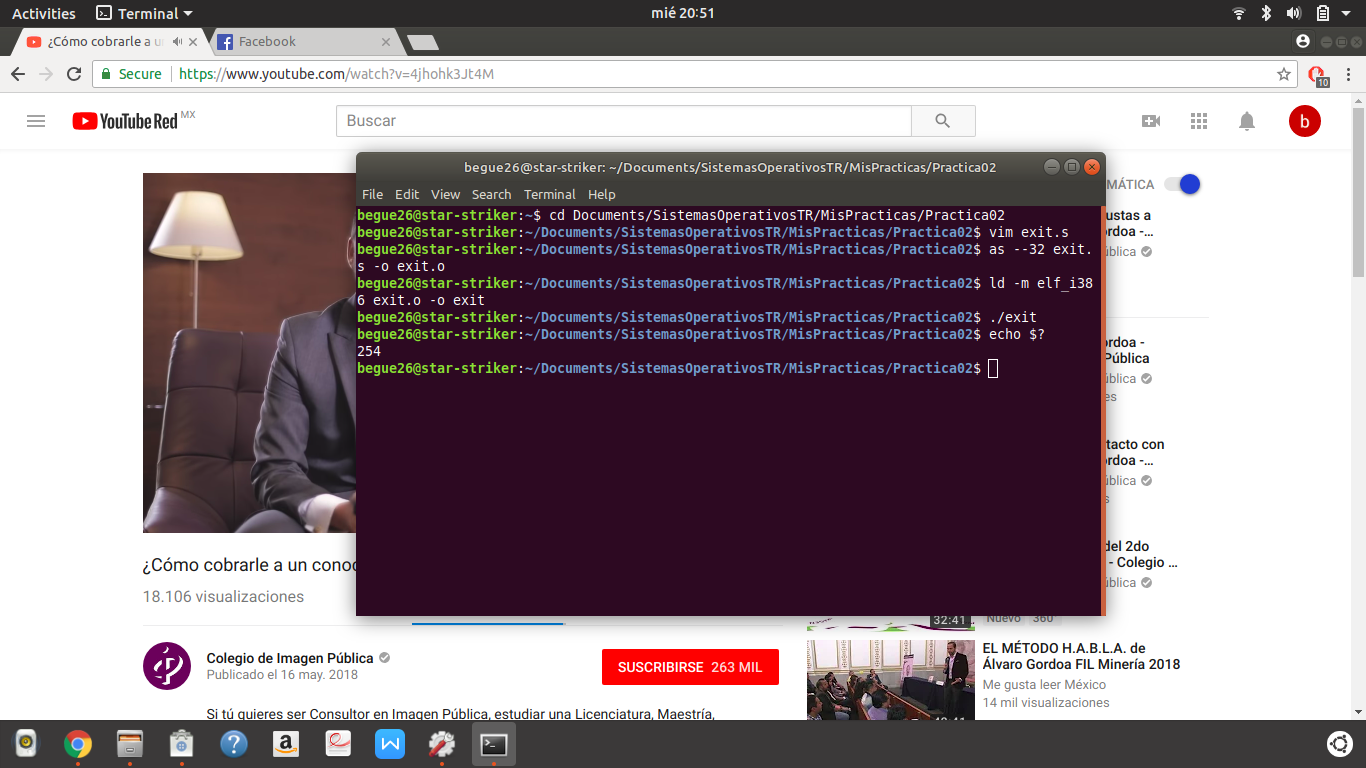 Activities Terminal mié 20:51
¿Cómo cobrarle a un Facebook
Secure https://www.youtube.com/watch?v=4jhohk3Jt4M 10
YouTube Red MX Buscar b
begue26@star-striker: ~/Documents/SistemasOperativosTR/MisPracticas/Practica02
File Edit View Search Terminal Help
begue26@star-striker:~$ cd Documents/SistemasOperativosTR/MisPracticas/Practica02
begue26@star-striker:~/Documents/SistemasOperativosTR/MisPracticas/Practica02$ vim exit.s
begue26@star-striker:~/Documents/SistemasOperativosTR/MisPracticas/Practica02$ as --32 exit.
s -o exit.o
begue26@star-striker:~/Documents/SistemasOperativosTR/MisPracticas/Practica02$ ld -m elf_i38
6 exit.o -o exit
begue26@star-striker:~/Documents/SistemasOperativosTR/MisPracticas/Practica02$ ./exit
begue26@star-striker:~/Documents/SistemasOperativosTR/MisPracticas/Practica02$ echo $?
254
begue26@star-striker:~/Documents/SistemasOperativosTR/MisPracticas/Practica02$
MÁTICA
ustas a
ordoa -...
ública
ordoa -
Pública
ública
es
tacto con
ordoa -...
ública
s
del 2do
- Colegio ...
ública
Nuevo 360
32:41
¿Cómo cobrarle a un conoc
18.106 visualizaciones
Colegio de Imagen Pública
Publicado el 16 may. 2018
SUSCRIBIRSE 263 MIL
Si tú quieres ser Consultor en Imagen Pública, estudiar una Licenciatura, Maestría,
EL MÉTODO H.A.B.L.A. de
Álvaro Gordoa FIL Minería 2018
Me gusta leer México
14 mil visualizaciones